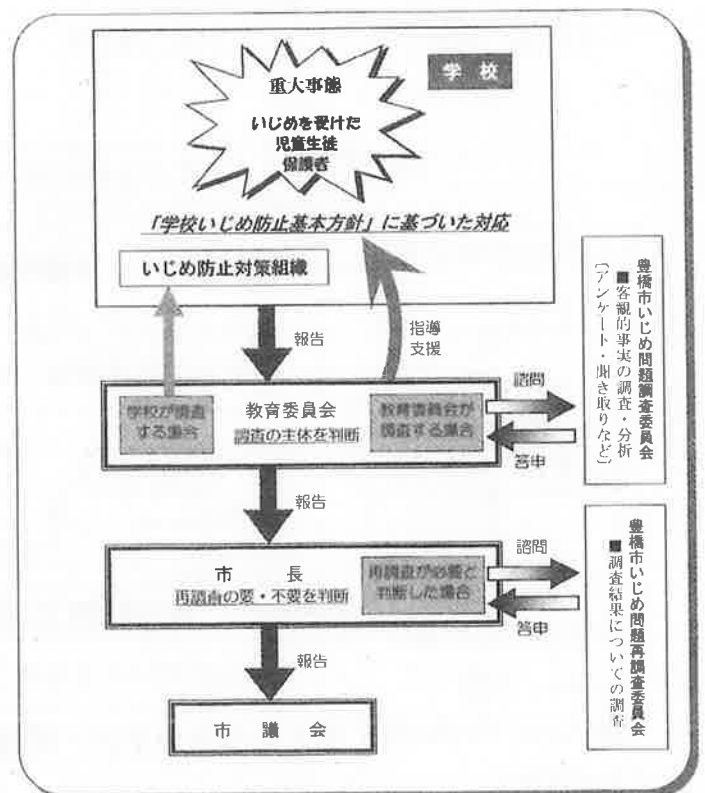 学校
重大事態
いじめを受けた
児童生徒
保護者
「学校いじめ防止基本方針」に基づいた対応
いじめ防止対策組織
報告
指導
支援
学校が調査
する場合
教育委員会
調査の主体を判断
教育委員会が
調査する場合
諮問
答申
豊橋市いじめ問題調査委員会
■客観的事実の調査・分析
〔アンケート・聞き取りなど〕
報告
市長
再調査の要・不要を判断
再調査が必要と
判断した場合
諮問
答申
豊橋市いじめ問題再調査委員会
■調査結果についての調査
報告
市議会